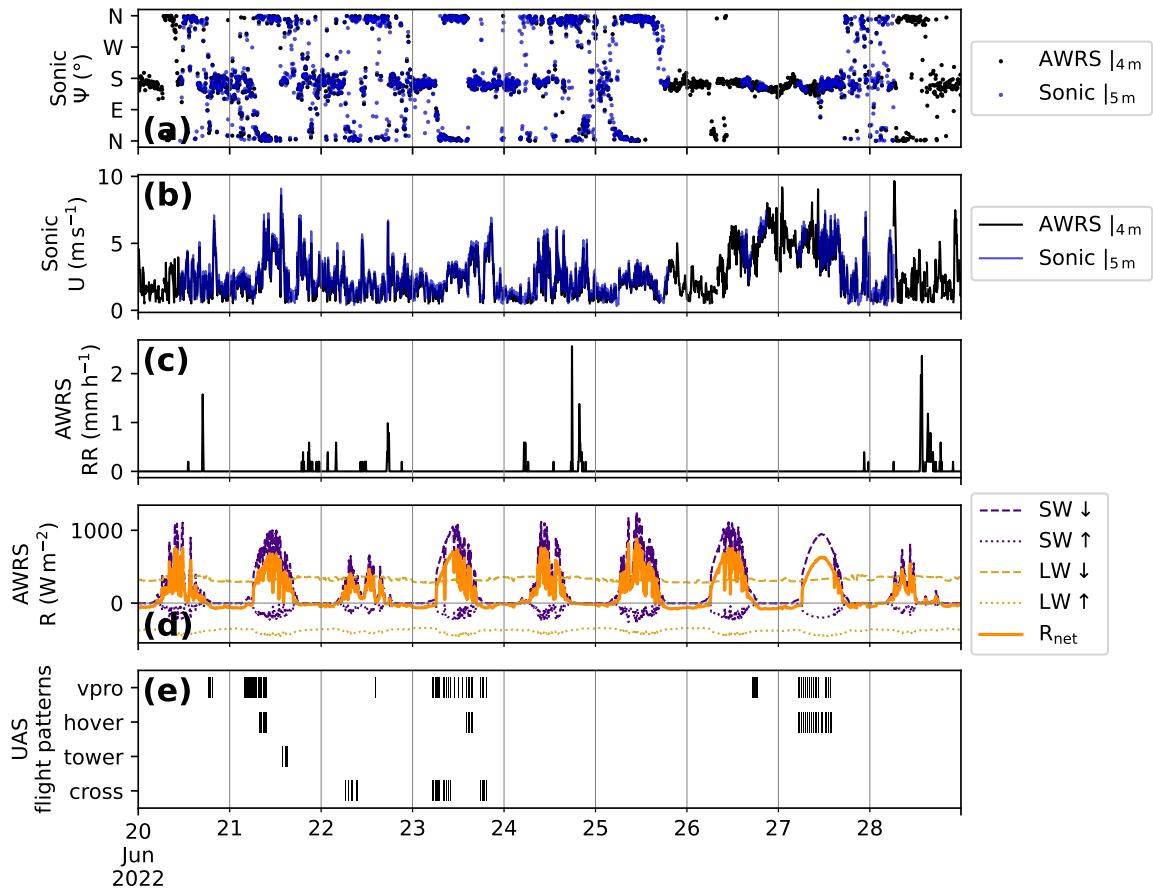 N
W
S
E
N
Sonic
Ψ (°)
(a)
AWRS |4 m
Sonic |5 m
10
5
0
Sonic
U (m s−1)
(b)
AWRS |4 m
Sonic |5 m
2
1
0
AWRS
RR (mm h−1)
(c)
1000
0
AWRS
R (W m−2)
(d)
SW ↓
SW ↑
LW ↓
LW ↑
Rnet
vpro
hover
tower
cross
UAS
flight patterns
(e)
20 21 22 23 24 25 26 27 28
Jun
2022